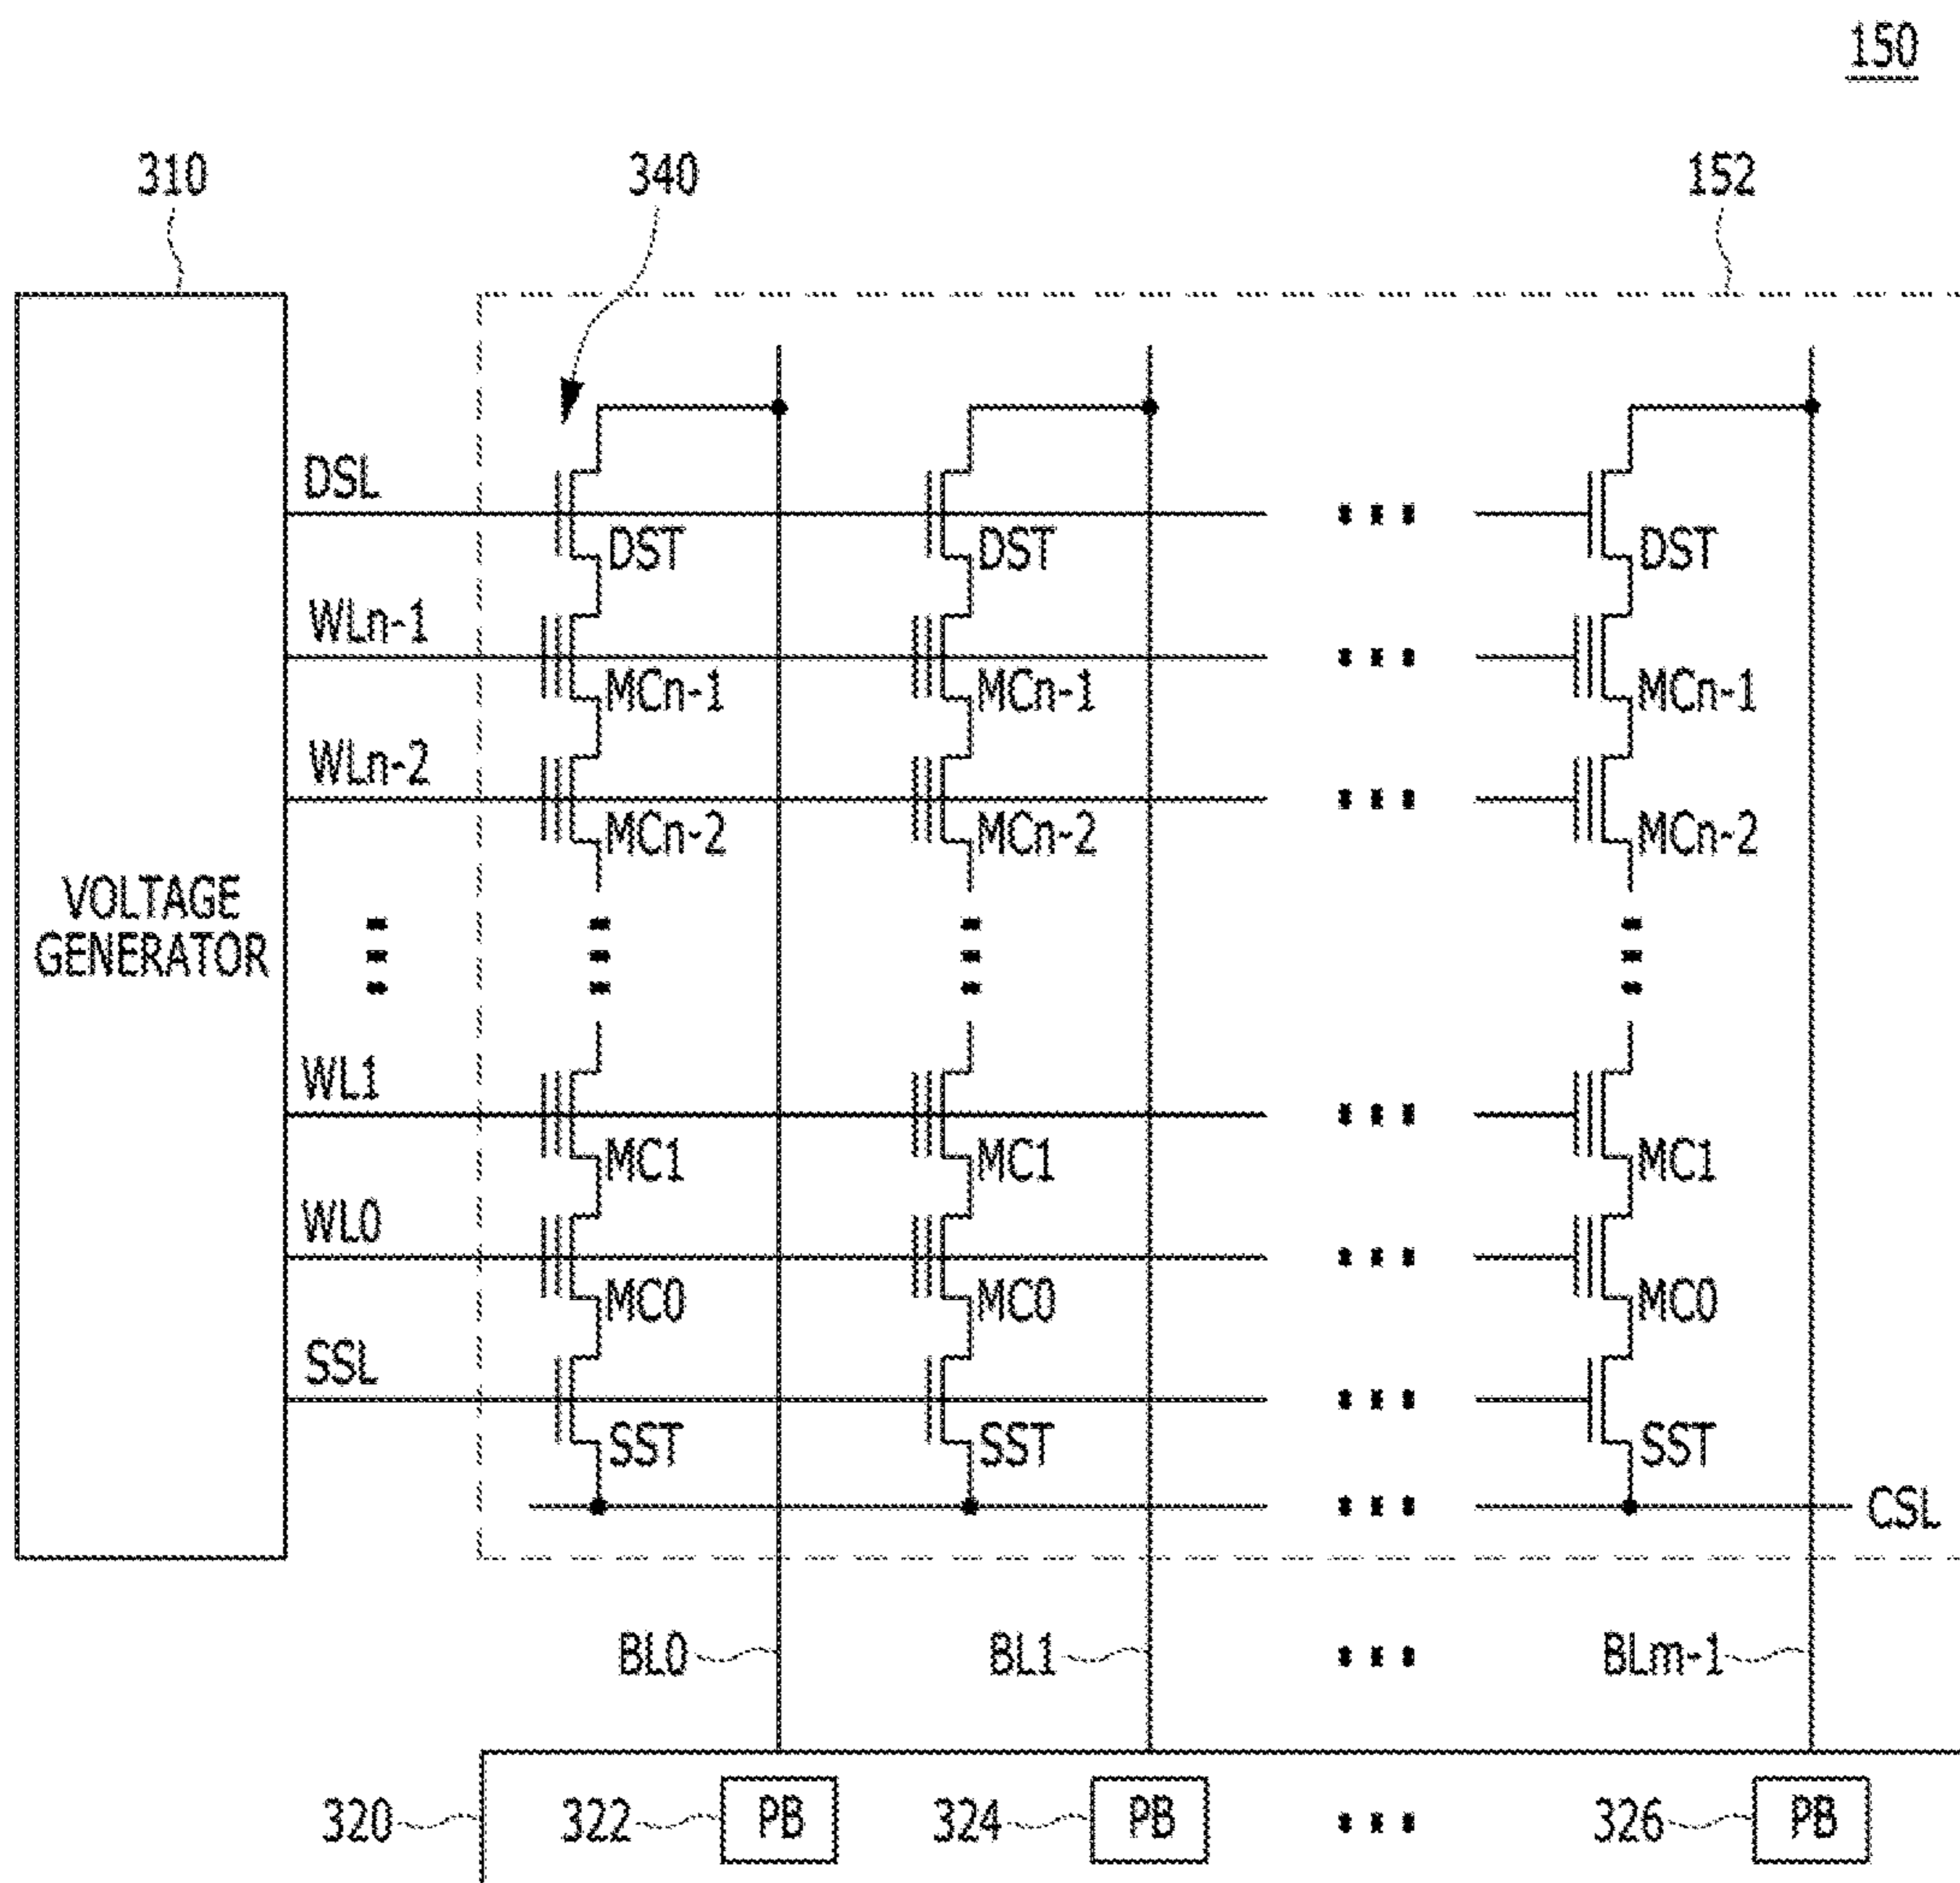 150
310 340 152
DSL
DST DST DST
WLn-1
MCn-1 MCn-1 MCn-1
WLn-2
MCn-2 MCn-2 MCn-2
VOLTAGE
GENERATOR
WL1
MC1 MC1 MC1
WL0
MC0 MC0 MC0
SSL
SST SST SST
CSL
BL0 BL1 BLm-1
320 322 PB 324 PB 326 PB